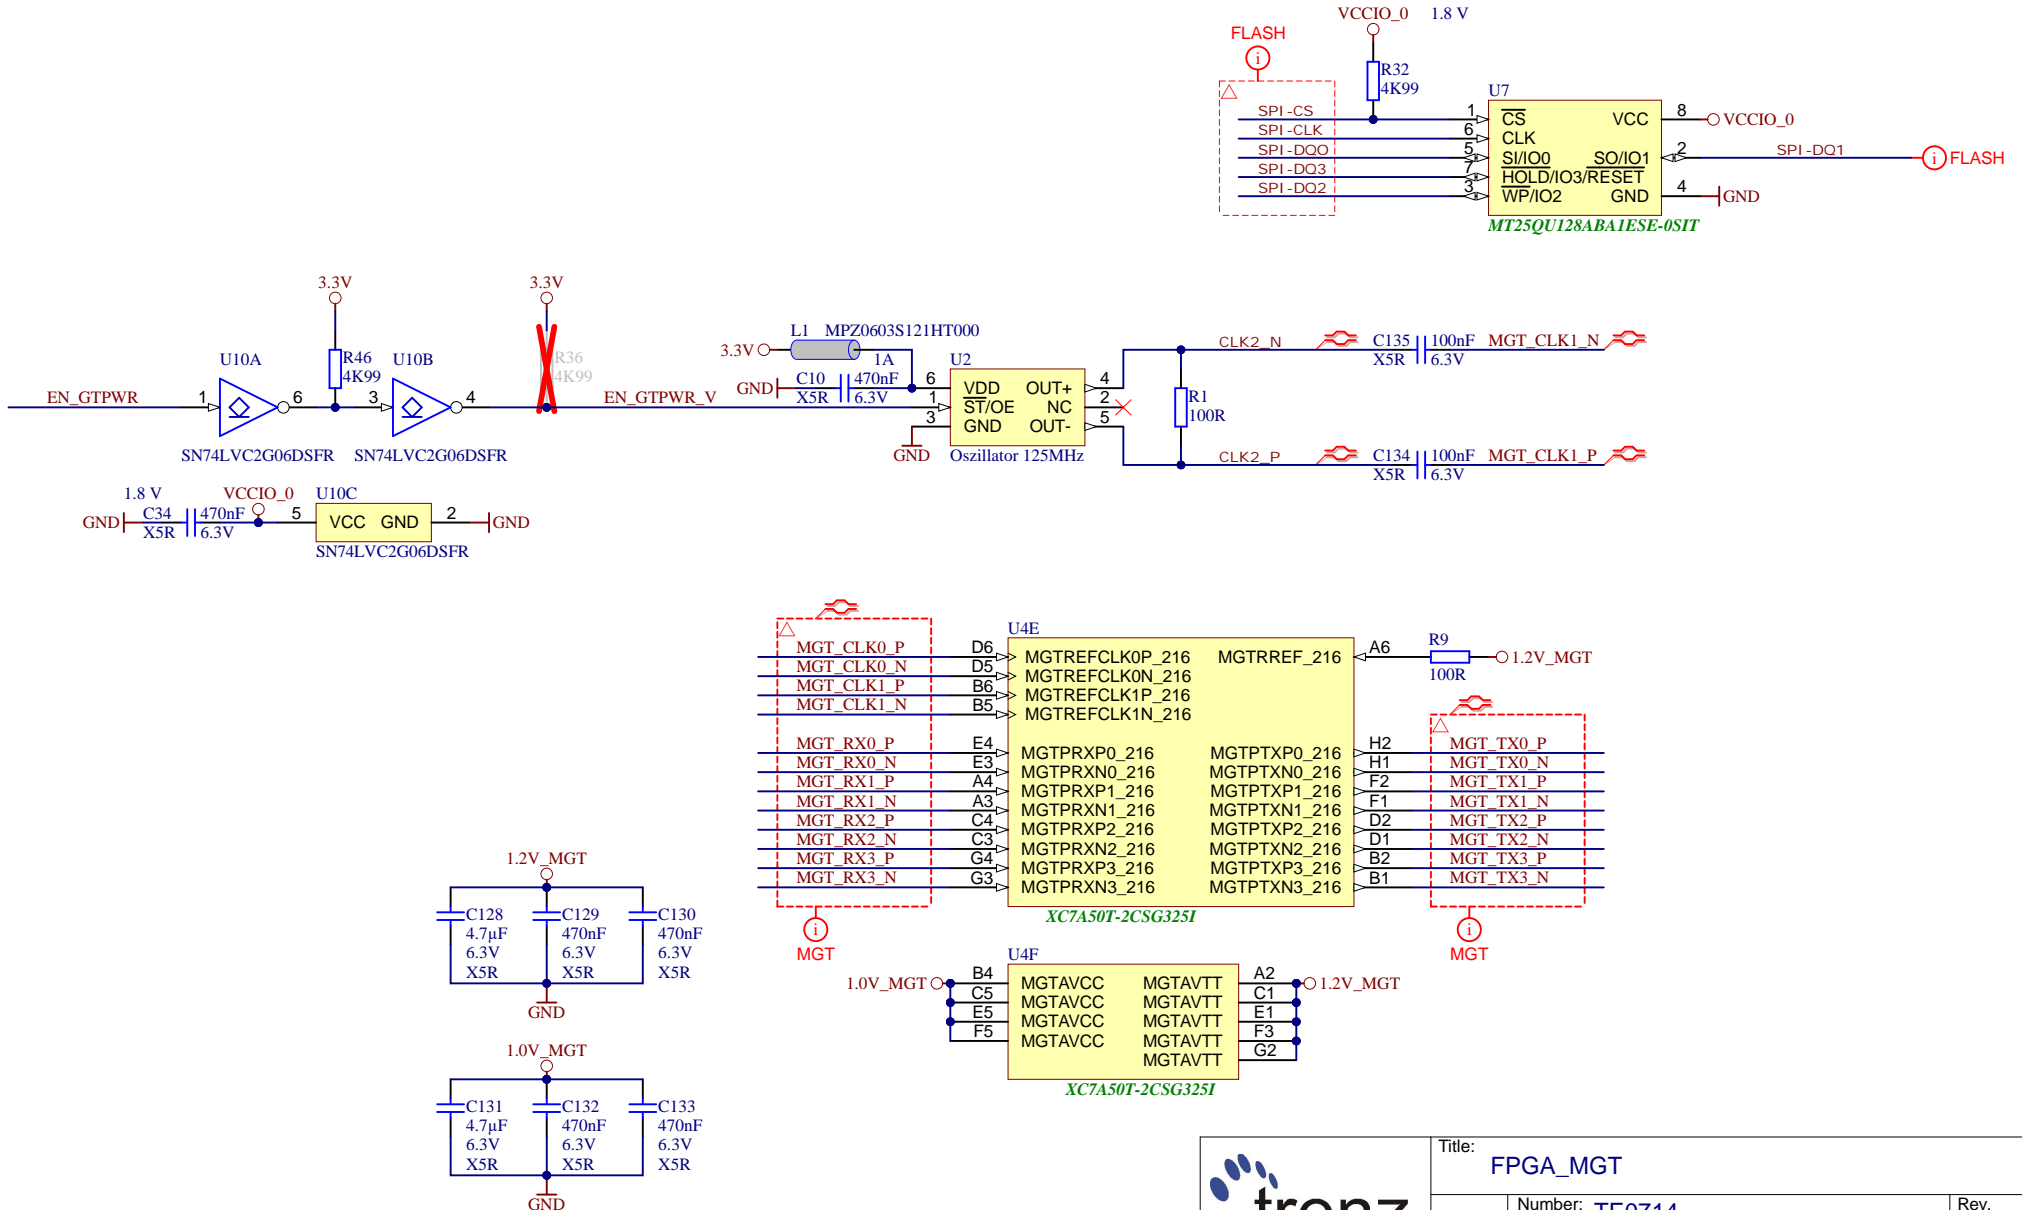 VCCIO_0 1.8 V
FLASH
R32
4K99
U7
SPI-CS 1 CS VCC 8 VCCIO_0
SPI-CLK 6 CLK
SPI-DQ0 5 SI/IO0 SO/IO1 2 SPI-DQ1 FLASH
SPI-DQ3 7 HOLD/IO3/RESET
SPI-DQ2 3 WP/IO2 GND 4 GND
MT25QU128ABA1ESE-0SIT
3.3V 3.3V
U10A R46 U10B R36
4K99 4K99
EN_GTPWR 1 6 3 4 EN_GTPWR_V
SN74LVC2G06DSFR SN74LVC2G06DSFR
L1 MPZ0603S121HT000
3.3V 1A U2
GND C10 470nF 6 VDD OUT+ 4
X5R 6.3V 1 ST/OE NC 2
3 GND OUT- 5
GND Oszillator 125MHz
R1
100R
CLK2_N C135 100nF MGT_CLK1_N
X5R 6.3V
CLK2_P C134 100nF MGT_CLK1_P
X5R 6.3V
1.8 V VCCIO_0 U10C
GND C34 470nF 5 VCC GND 2 GND
X5R 6.3V
SN74LVC2G06DSFR
U4E
MGT_CLK0_P D6 MGTREFCLK0P_216 MGTRREF_216 A6 R9 1.2V_MGT
100R
MGT_CLK0_N D5 MGTREFCLK0N_216
MGT_CLK1_P B6 MGTREFCLK1P_216
MGT_CLK1_N B5 MGTREFCLK1N_216
MGT_RX0_P E4 MGTPRXP0_216 MGTPTXP0_216 H2 MGT_TX0_P
MGT_RX0_N E3 MGTPRXN0_216 MGTPTXN0_216 H1 MGT_TX0_N
MGT_RX1_P A4 MGTPRXP1_216 MGTPTXP1_216 F2 MGT_TX1_P
MGT_RX1_N A3 MGTPRXN1_216 MGTPTXN1_216 F1 MGT_TX1_N
MGT_RX2_P C4 MGTPRXP2_216 MGTPTXP2_216 D2 MGT_TX2_P
MGT_RX2_N C3 MGTPRXN2_216 MGTPTXN2_216 D1 MGT_TX2_N
MGT_RX3_P G4 MGTPRXP3_216 MGTPTXP3_216 B2 MGT_TX3_P
MGT_RX3_N G3 MGTPRXN3_216 MGTPTXN3_216 B1 MGT_TX3_N
XC7A50T-2CSG325I
i MGT i MGT
U4F
1.0V_MGT B4 MGTAVCC MGTAVTT A2 1.2V_MGT
C5 MGTAVCC MGTAVTT C1
E5 MGTAVCC MGTAVTT E1
F5 MGTAVCC MGTAVTT F3
MGTAVTT G2
XC7A50T-2CSG325I
1.2V_MGT
C128 C129 C130
4.7µF 470nF 470nF
6.3V 6.3V 6.3V
X5R X5R X5R
GND
1.0V_MGT
C131 C132 C133
4.7µF 470nF 470nF
6.3V 6.3V 6.3V
X5R X5R X5R
GND
trenz
Title:
FPGA_MGT
Number: TE0714 Rev.